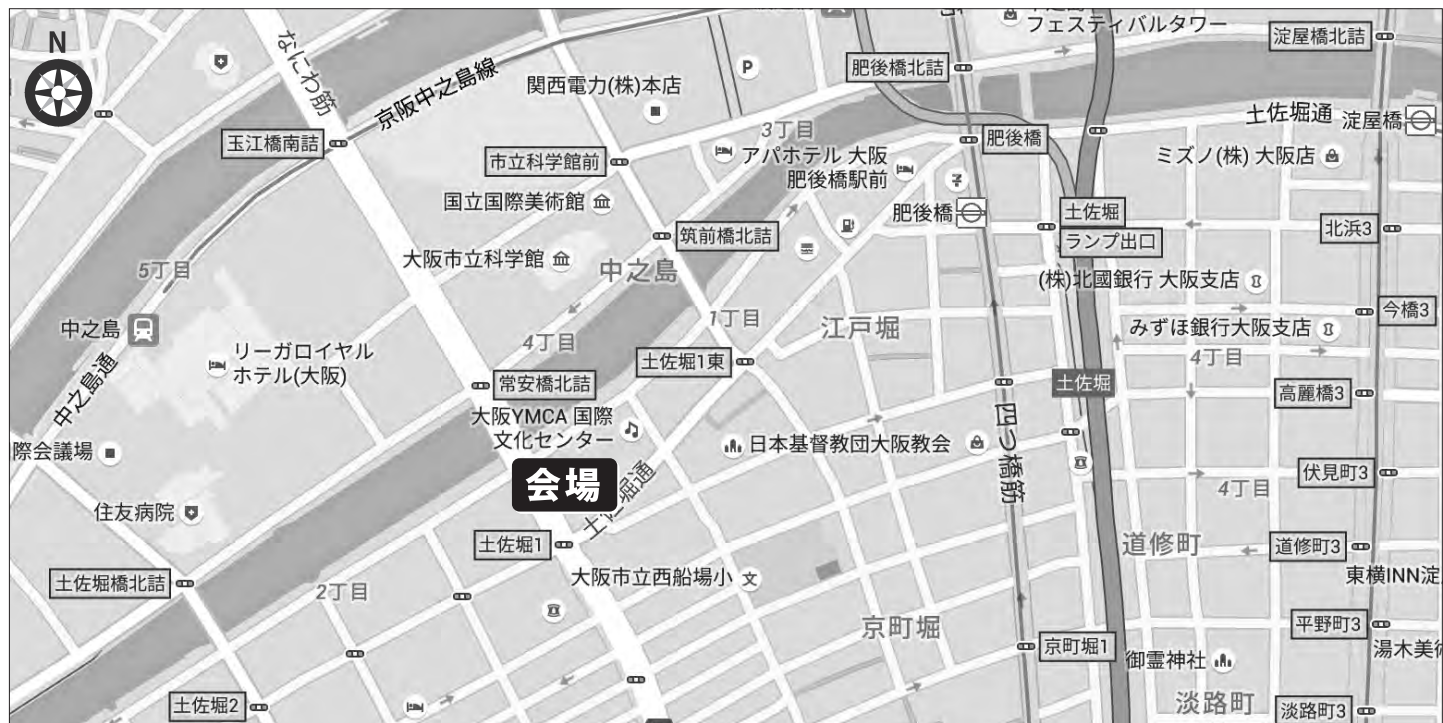 N
なにわ筋
京阪中之島線
フェスティバルタワー
淀屋橋北詰
肥後橋北詰
P
関西電力(株)本店
玉江橋南詰
市立科学館前
3丁目
アパホテル 大阪
肥後橋駅前
肥後橋
土佐堀通
淀屋橋
ミズノ(株) 大阪店
国立国際美術館
肥後橋
土佐堀
ランプ出口
北浜3
筑前橋北詰
大阪市立科学館
中之島
5丁目
(株)北國銀行 大阪支店
今橋3
1丁目
江戸堀
みずほ銀行大阪支店
4丁目
中之島
中之島通
リーガロイヤル
ホテル(大阪)
4丁目
土佐堀1東
常安橋北詰
土佐堀
高麗橋3
大阪YMCA 国際
文化センター
日本基督教団大阪教会
四つ橋筋
際会議場
会場
土佐堀通
伏見町3
4丁目
住友病院
土佐堀1
道修町
道修町3
大阪市立西船場小
文
東横INN淀
土佐堀橋北詰
2丁目
京町堀
平野町3
京町堀1
御霊神社
湯木美術
土佐堀2
淡路町
淡路町3